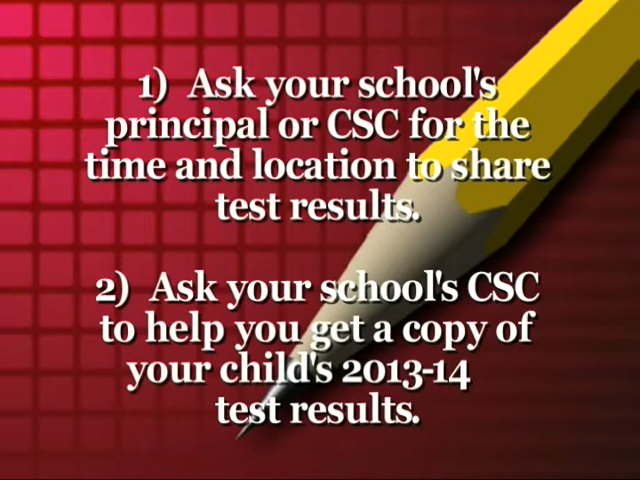 1)  Ask your school's
principal or CSC for the
time and location to share
test results.
2)  Ask your school's CSC
to help you get a copy of
your child's 2013-14
test results.